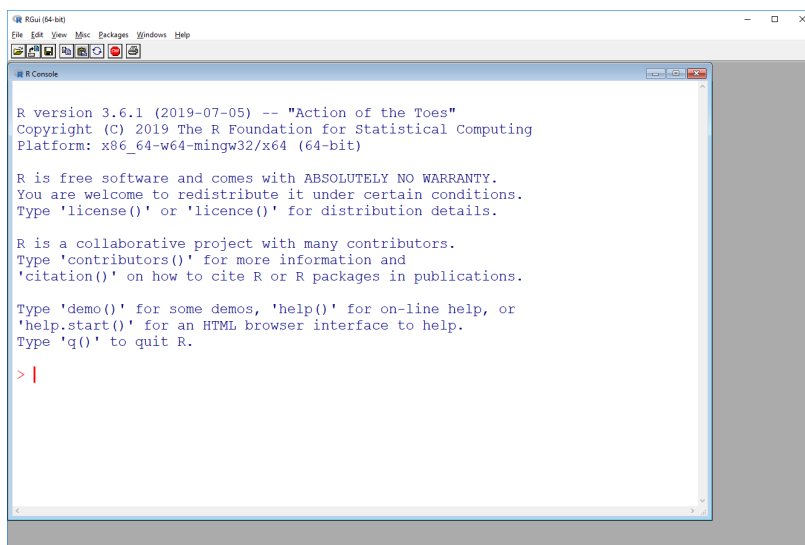 RGui (64-bit)
File Edit View Misc Packages Windows Help
R Console
R version 3.6.1 (2019-07-05) -- "Action of the Toes"
Copyright (C) 2019 The R Foundation for Statistical Computing
Platform: x86_64-w64-mingw32/x64 (64-bit)
R is free software and comes with ABSOLUTELY NO WARRANTY.
You are welcome to redistribute it under certain conditions.
Type 'license()' or 'licence()' for distribution details.
R is a collaborative project with many contributors.
Type 'contributors()' for more information and
'citation()' on how to cite R or R packages in publications.
Type 'demo()' for some demos, 'help()' for on-line help, or
'help.start()' for an HTML browser interface to help.
Type 'q()' to quit R.
>